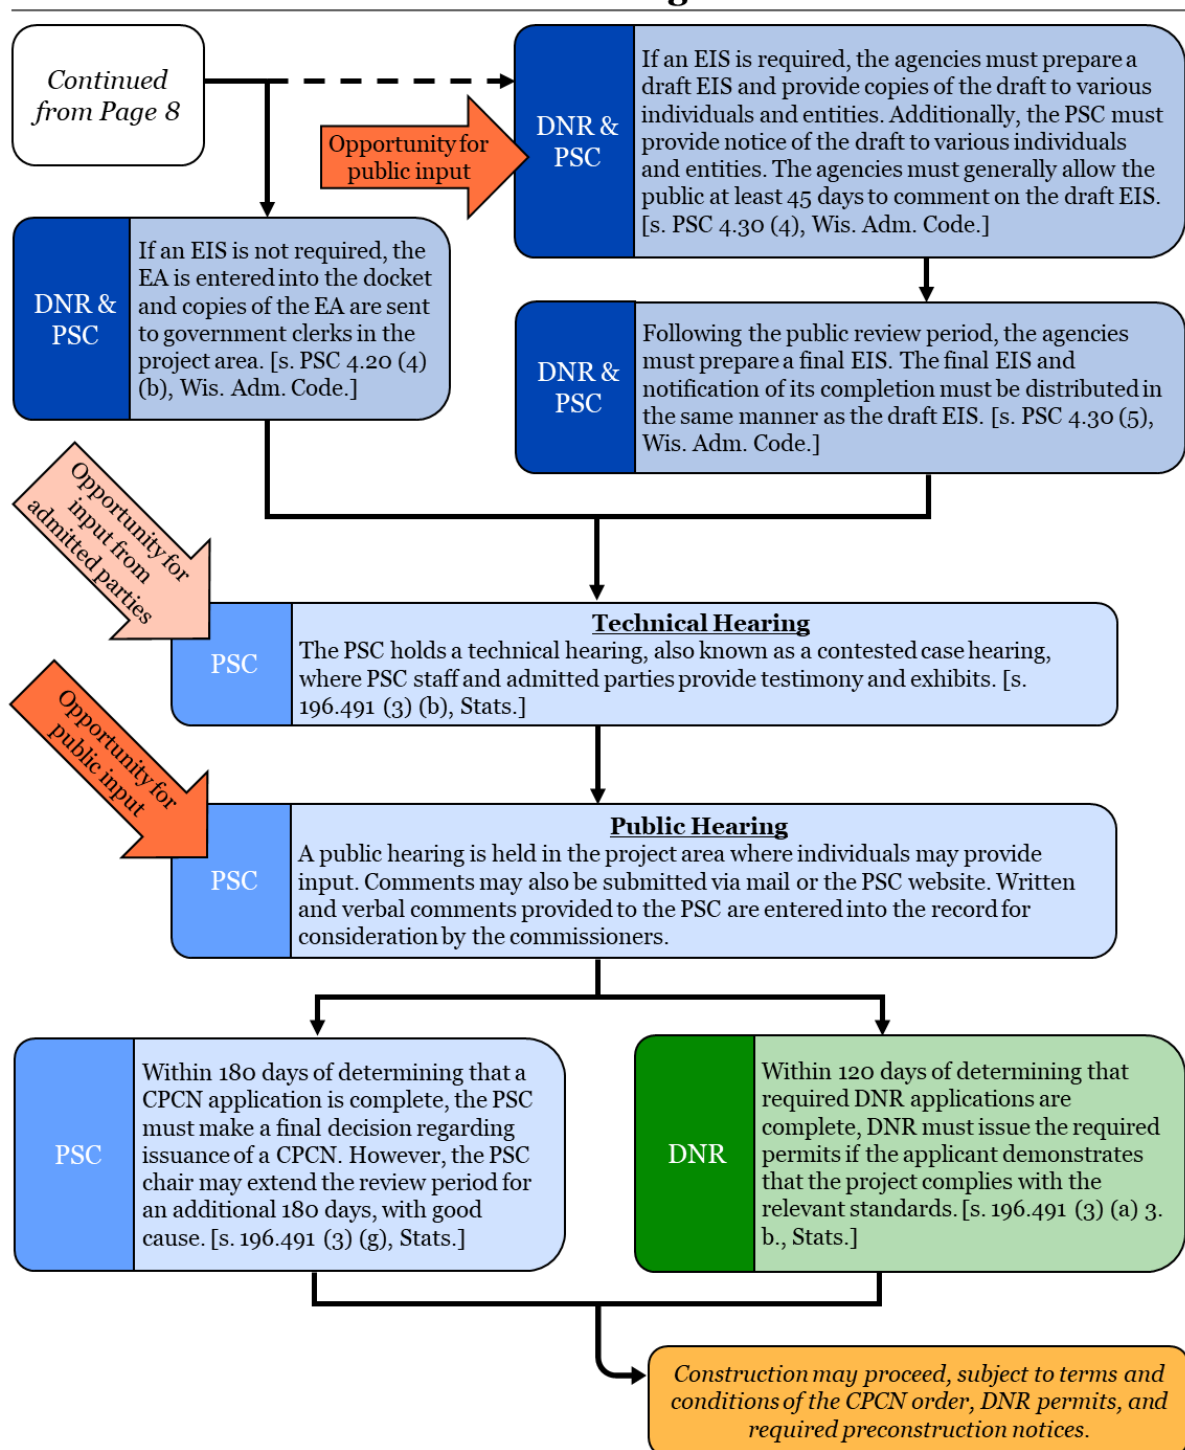 Continued
from Page 8
DNR &
PSC
If an EIS is required, the agencies must prepare a
draft EIS and provide copies of the draft to various
individuals and entities. Additionally, the PSC must
provide notice of the draft to various individuals
and entities. The agencies must generally allow the
public at least 45 days to comment on the draft EIS.
[s. PSC 4.30 (4), Wis. Adm. Code.]
Opportunity for
public input
DNR &
PSC
If an EIS is not required, the
EA is entered into the docket
and copies of the EA are sent
to government clerks in the
project area. [s. PSC 4.20 (4)
(b), Wis. Adm. Code.]
DNR &
PSC
Following the public review period, the agencies
must prepare a final EIS. The final EIS and
notification of its completion must be distributed in
the same manner as the draft EIS. [s. PSC 4.30 (5),
Wis. Adm. Code.]
Opportunity for
input from
admitted parties
PSC
Technical Hearing
The PSC holds a technical hearing, also known as a contested case hearing,
where PSC staff and admitted parties provide testimony and exhibits. [s.
196.491 (3) (b), Stats.]
Opportunity for
public input
PSC
Public Hearing
A public hearing is held in the project area where individuals may provide
input. Comments may also be submitted via mail or the PSC website. Written
and verbal comments provided to the PSC are entered into the record for
consideration by the commissioners.
PSC
Within 180 days of determining that a
CPCN application is complete, the PSC
must make a final decision regarding
issuance of a CPCN. However, the PSC
chair may extend the review period for
an additional 180 days, with good
cause. [s. 196.491 (3) (g), Stats.]
DNR
Within 120 days of determining that
required DNR applications are
complete, DNR must issue the required
permits if the applicant demonstrates
that the project complies with the
relevant standards. [s. 196.491 (3) (a) 3.
b., Stats.]
Construction may proceed, subject to terms and
conditions of the CPCN order, DNR permits, and
required preconstruction notices.